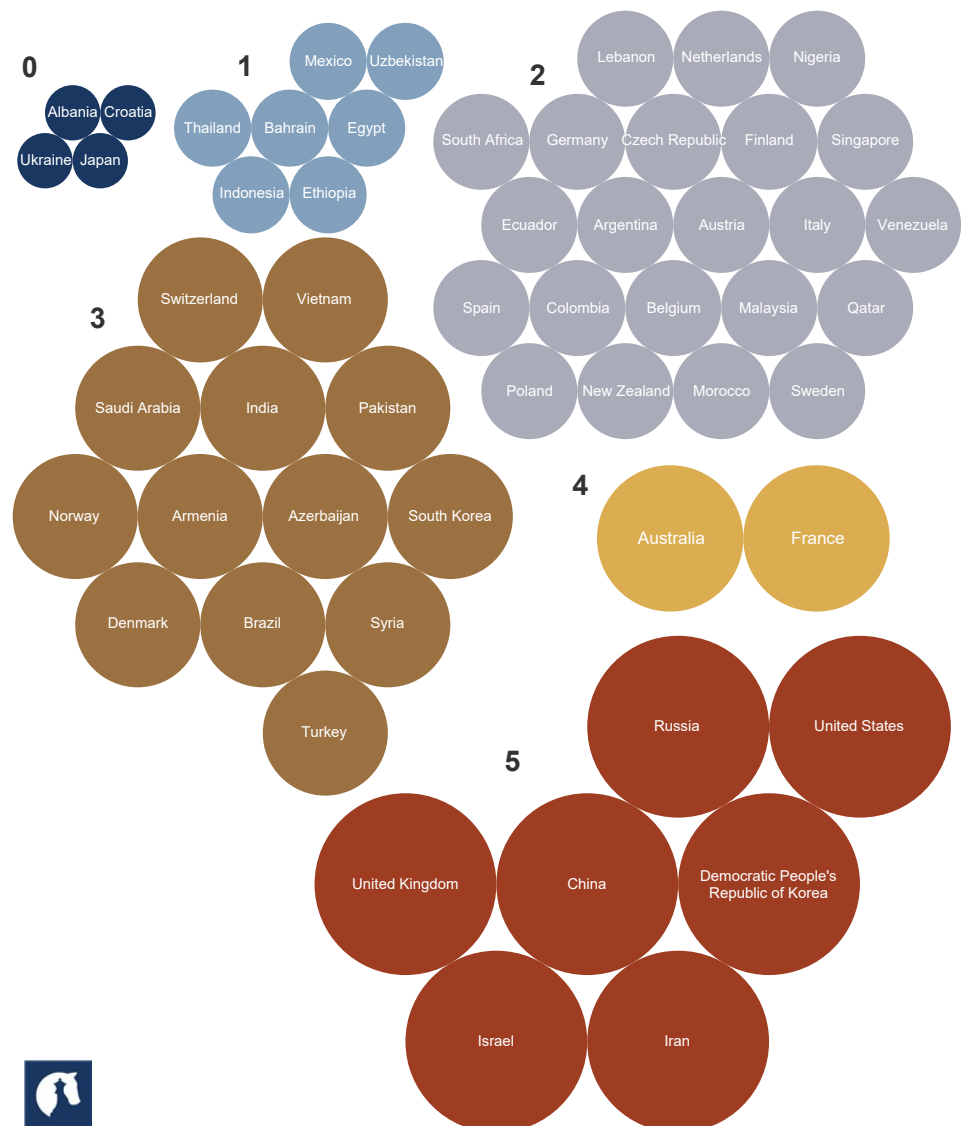 0
Albania
Croatia
Ukraine
Japan
1
Mexico
Uzbekistan
Thailand
Bahrain
Egypt
Indonesia
Ethiopia
2
Lebanon
Netherlands
Nigeria
South Africa
Germany
Czech Republic
Finland
Singapore
Ecuador
Argentina
Austria
Italy
Venezuela
Spain
Colombia
Belgium
Malaysia
Qatar
Poland
New Zealand
Morocco
Sweden
3
Switzerland
Vietnam
Saudi Arabia
India
Pakistan
Norway
Armenia
Azerbaijan
South Korea
Denmark
Brazil
Syria
Turkey
4
Australia
France
5
Russia
United States
United Kingdom
China
Democratic People's
Republic of Korea
Israel
Iran